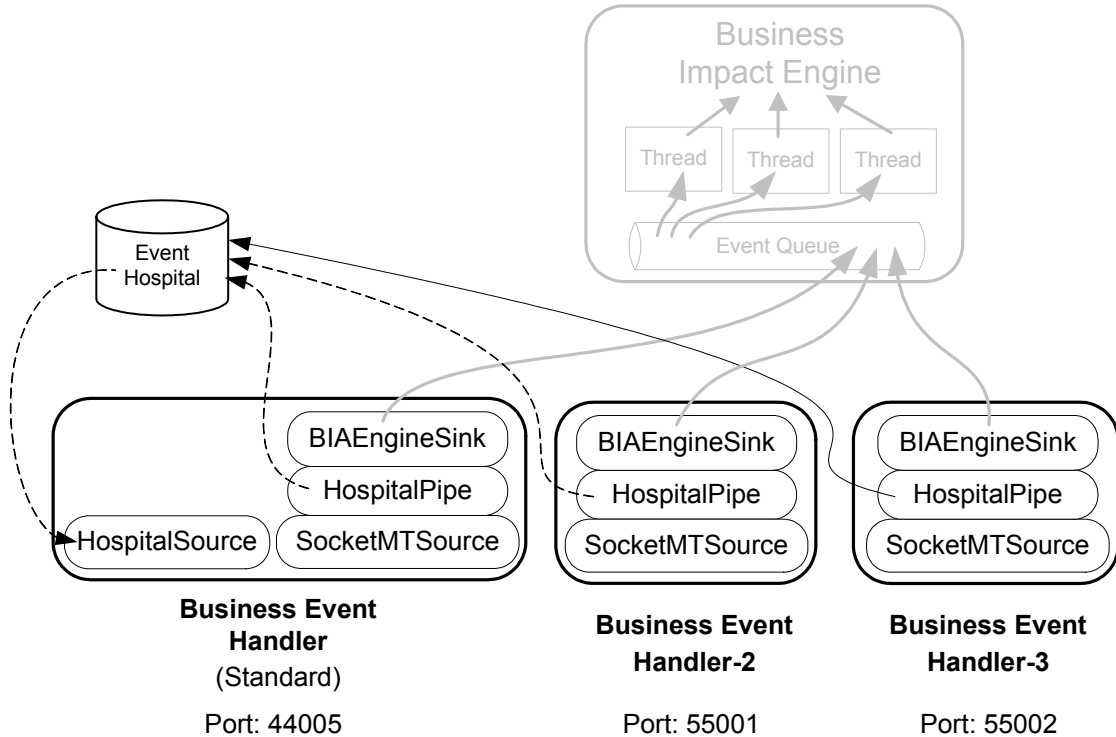 Business
Impact Engine
Thread
Thread
Thread
Event Queue
Event
Hospital
BIAEngineSink
HospitalPipe
HospitalSource
SocketMTSource
BIAEngineSink
HospitalPipe
SocketMTSource
BIAEngineSink
HospitalPipe
SocketMTSource
Business Event
Handler
(Standard)
Port: 44005
Business Event
Handler-2
Port: 55001
Business Event
Handler-3
Port: 55002